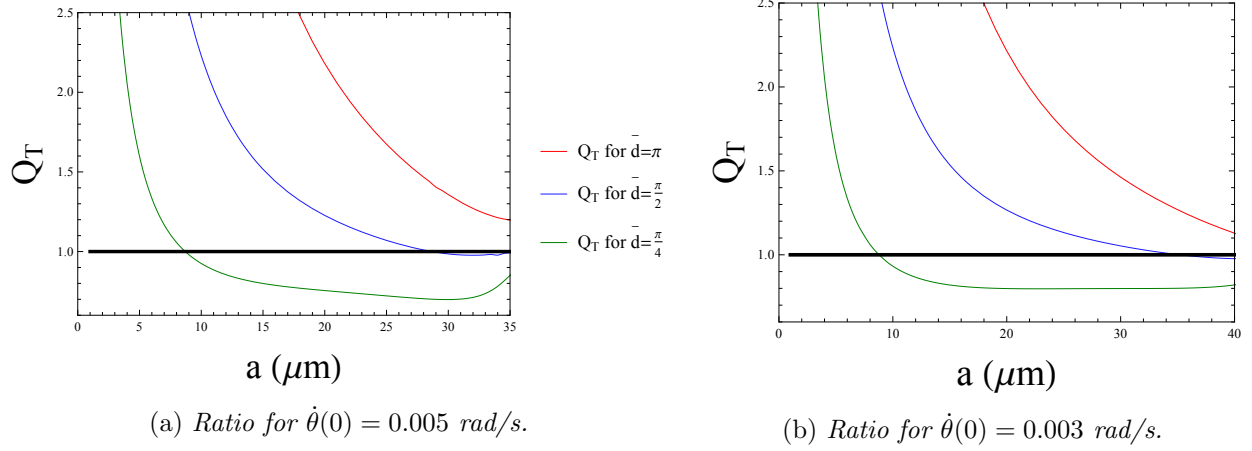 2.5
2.0
1.5
1.0
Q_T
0 5 10 15 20 25 30 35
a (μm)
Q_T for d̄=π
Q_T for d̄=π/2
Q_T for d̄=π/4
(a) Ratio for θ̇(0) = 0.005 rad/s.
2.5
2.0
1.5
1.0
Q_T
0 10 20 30 40
a (μm)
(b) Ratio for θ̇(0) = 0.003 rad/s.